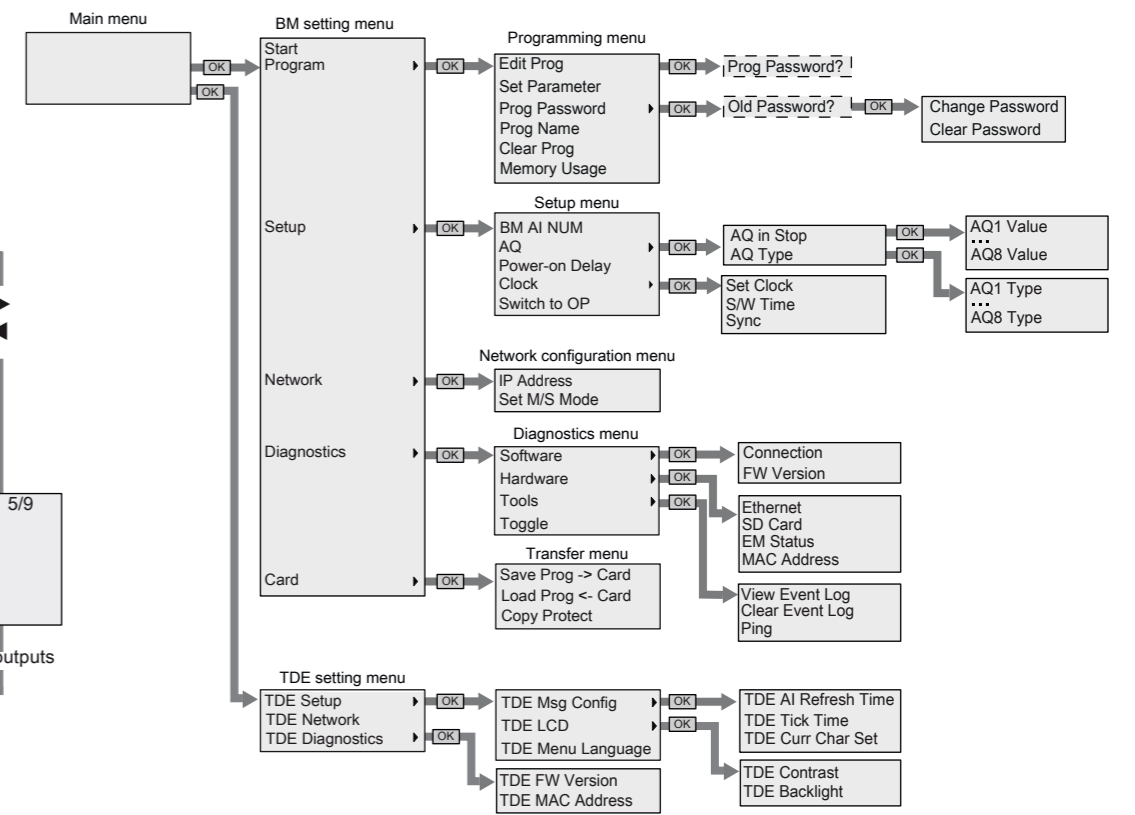 Main menu
OK
OK
BM setting menu
Start
Program
OK
Setup
OK
Network
OK
Diagnostics
OK
Card
OK
Programming menu
Edit Prog
OK
Prog Password?
Set Parameter
Prog Password
OK
Old Password?
OK
Change Password
Clear Password
Prog Name
Clear Prog
Memory Usage
Setup menu
BM AI NUM
AQ
OK
Power-on Delay
Clock
OK
Switch to OP
AQ in Stop
OK
AQ Type
OK
AQ1 Value
...
AQ8 Value
AQ1 Type
...
AQ8 Type
Set Clock
S/W Time
Sync
Network configuration menu
IP Address
Set M/S Mode
Diagnostics menu
Software
OK
Hardware
OK
Tools
OK
Toggle
Connection
FW Version
Ethernet
SD Card
EM Status
MAC Address
View Event Log
Clear Event Log
Ping
Transfer menu
Save Prog -> Card
Load Prog <- Card
Copy Protect
5/9
outputs
TDE setting menu
TDE Setup
OK
TDE Network
TDE Diagnostics
OK
TDE Msg Config
OK
TDE LCD
OK
TDE Menu Language
TDE AI Refresh Time
TDE Tick Time
TDE Curr Char Set
TDE Contrast
TDE Backlight
TDE FW Version
TDE MAC Address